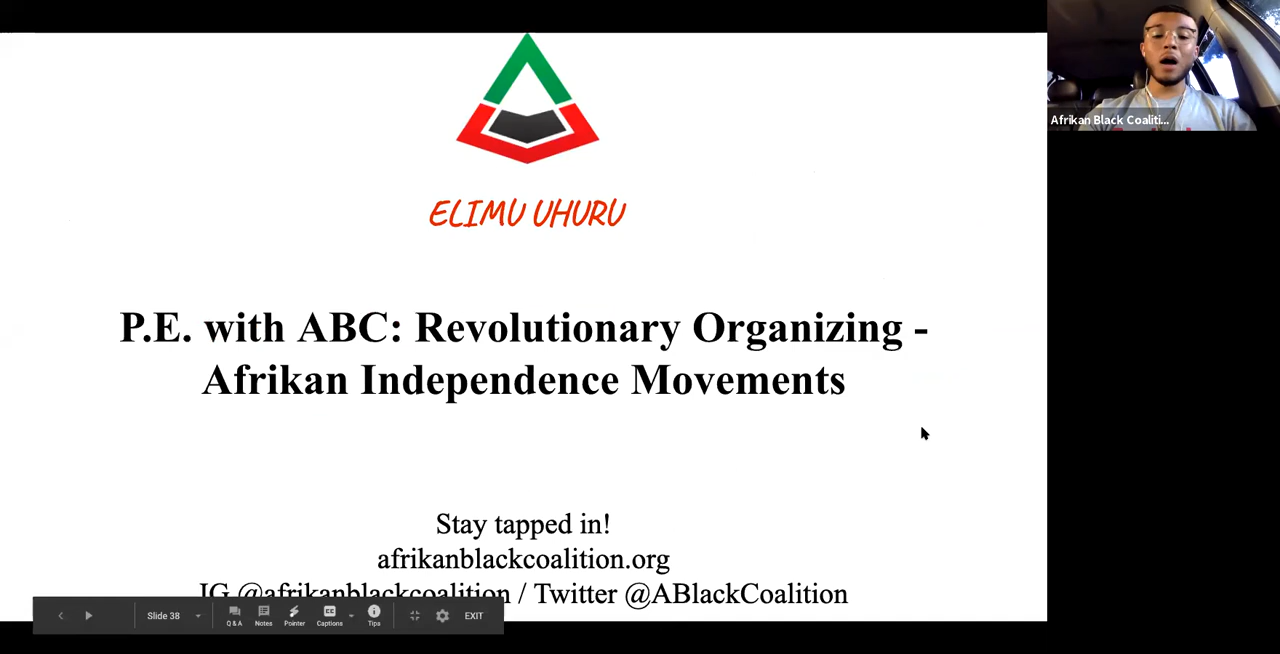 Afrikan Black Coaliti...
ELIMU UHURU
P.E. with ABC: Revolutionary Organizing -
Afrikan Independence Movements
Stay tapped in!
afrikanblackcoalition.org
IG @afrikanblackcoalition / Twitter @ABlackCoalition
Slide 38
Q & A
Notes
Pointer
Captions
Tips
EXIT